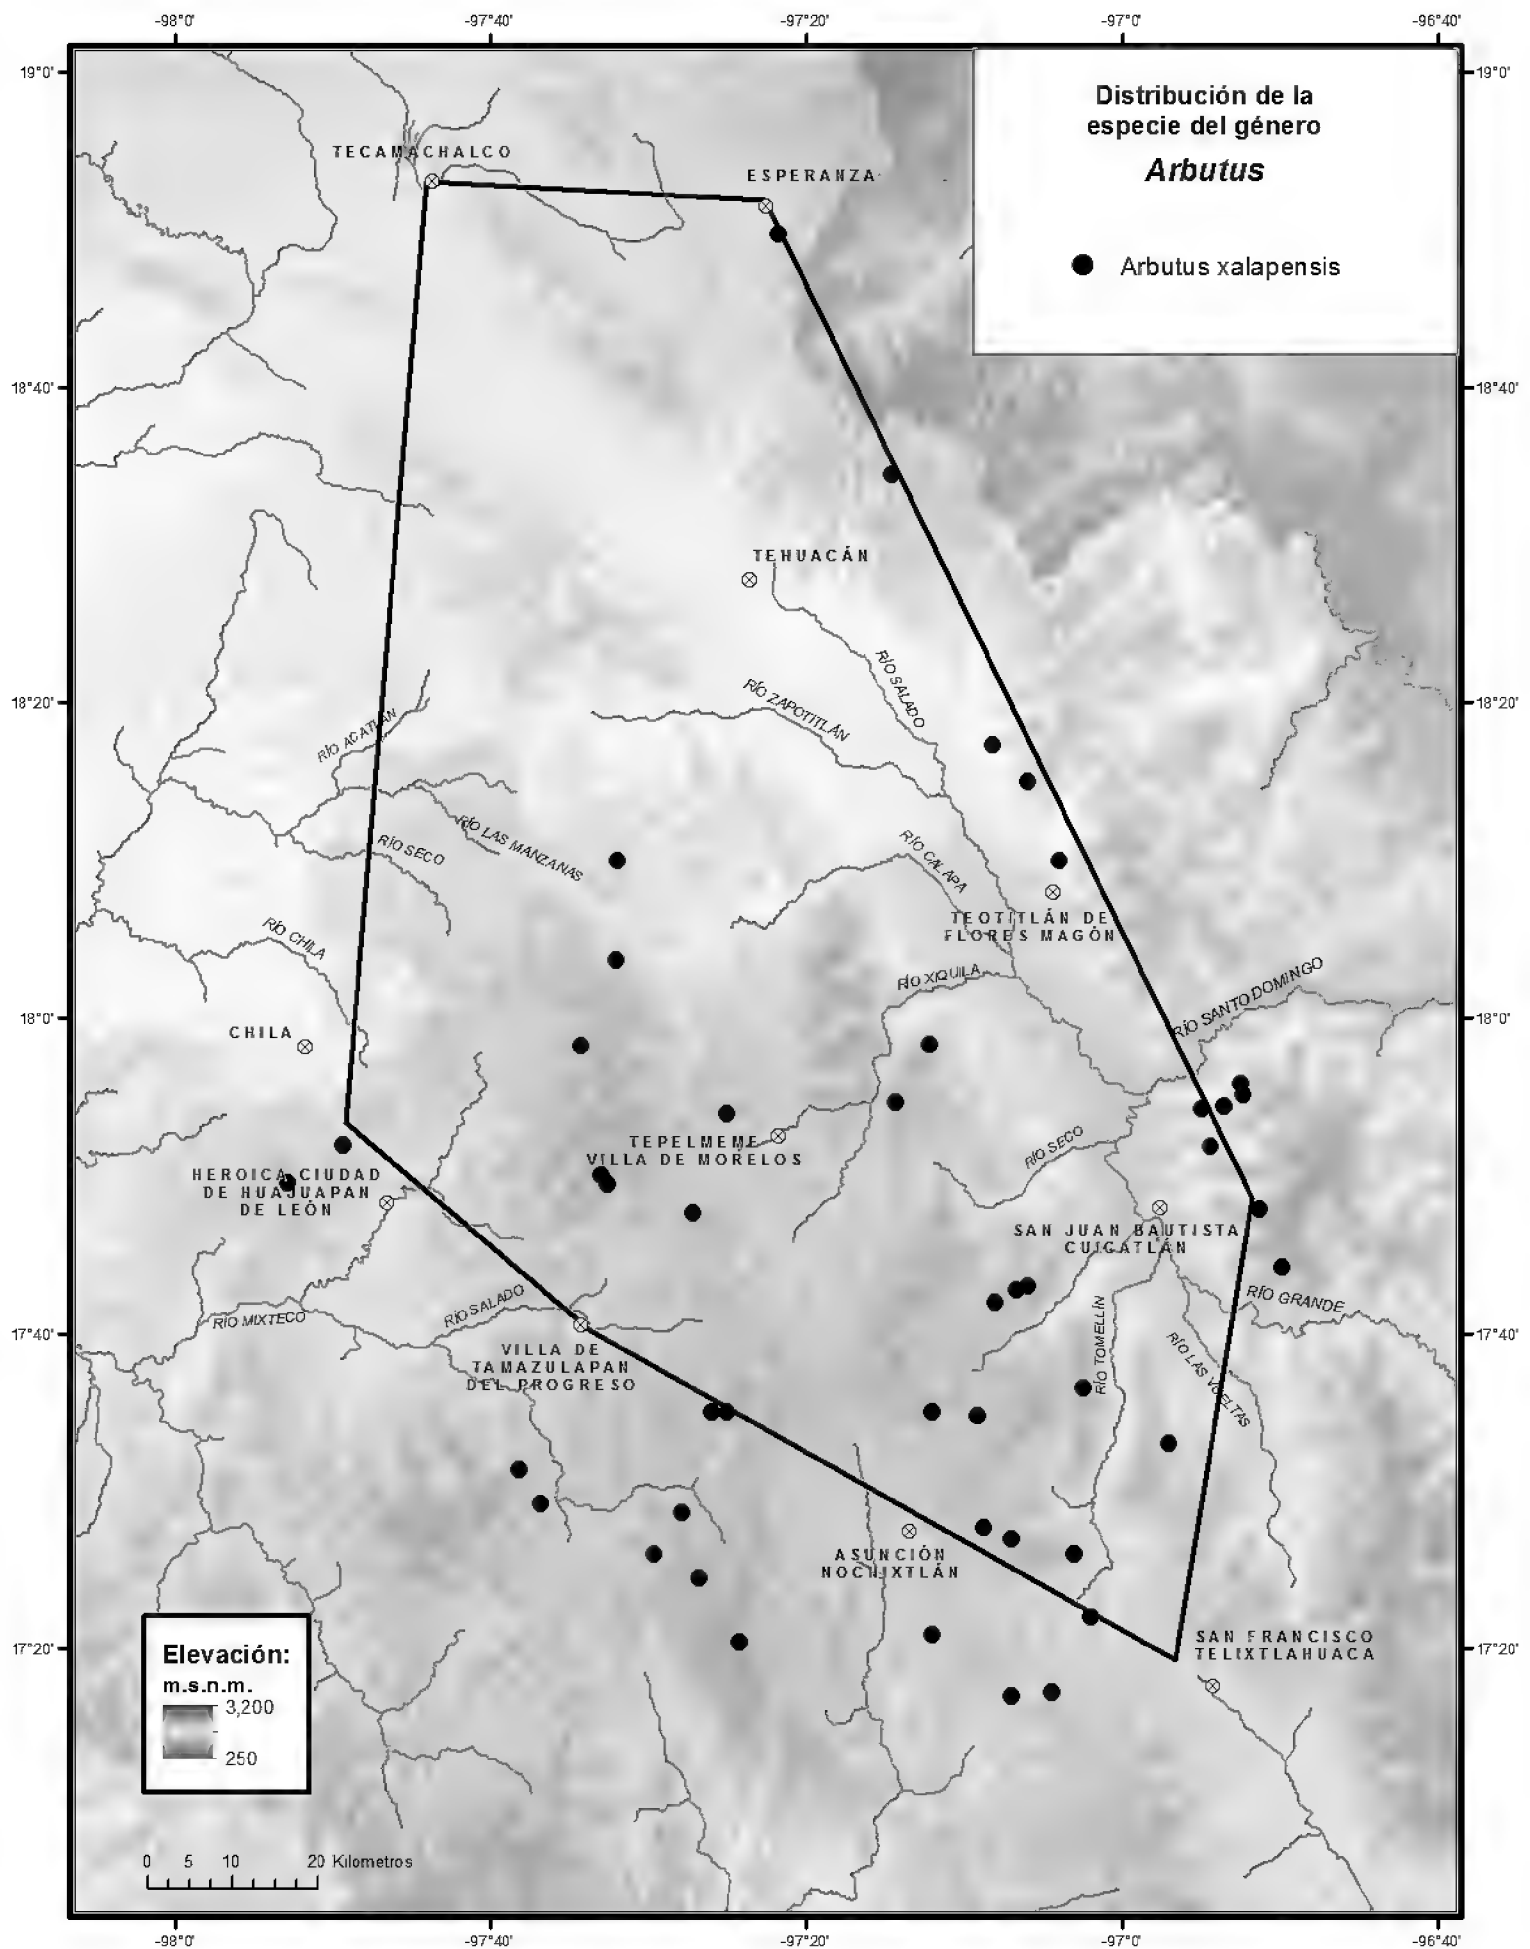 -98°0' -97°40' -97°20' -97°0' -96°40'
19°0' 19°0'
Distribución de la
especie del género
Arbutus
Arbutus xalapensis
TECAMACHALCO
ESPERANZA
18°40' 18°40'
TEHUACÁN
RÍO SALADO
RÍO ZAPOTITLÁN
18°20' 18°20'
RÍO ACATLÁN
RÍO LAS MANZANAS
RÍO SECO
RÍO CALAPA
TEOTITLÁN DE
FLORES MAGÓN
RÍO CHILA
RÍO XIQUILA
RÍO SANTO DOMINGO
18°0' 18°0'
CHILA
TEPELMEME
VILLA DE MORELOS
RÍO SECO
HEROICA CIUDAD
DE HUAJUAPAN
DE LEÓN
SAN JUAN BAUTISTA
CUICATLÁN
RÍO SALADO
RÍO MIXTECO
RÍO GRANDE
17°40' 17°40'
RÍO TOMELLÍN
RÍO LAS VUELTAS
VILLA DE
TAMAZULAPAN
DEL PROGRESO
ASUNCIÓN
NOCHIXTLÁN
17°20' 17°20'
SAN FRANCISCO
TELIXTLAHUACA
Elevación:
m.s.n.m.
3,200
250
0 5 10 20 Kilometros
-98°0' -97°40' -97°20' -97°0' -96°40'